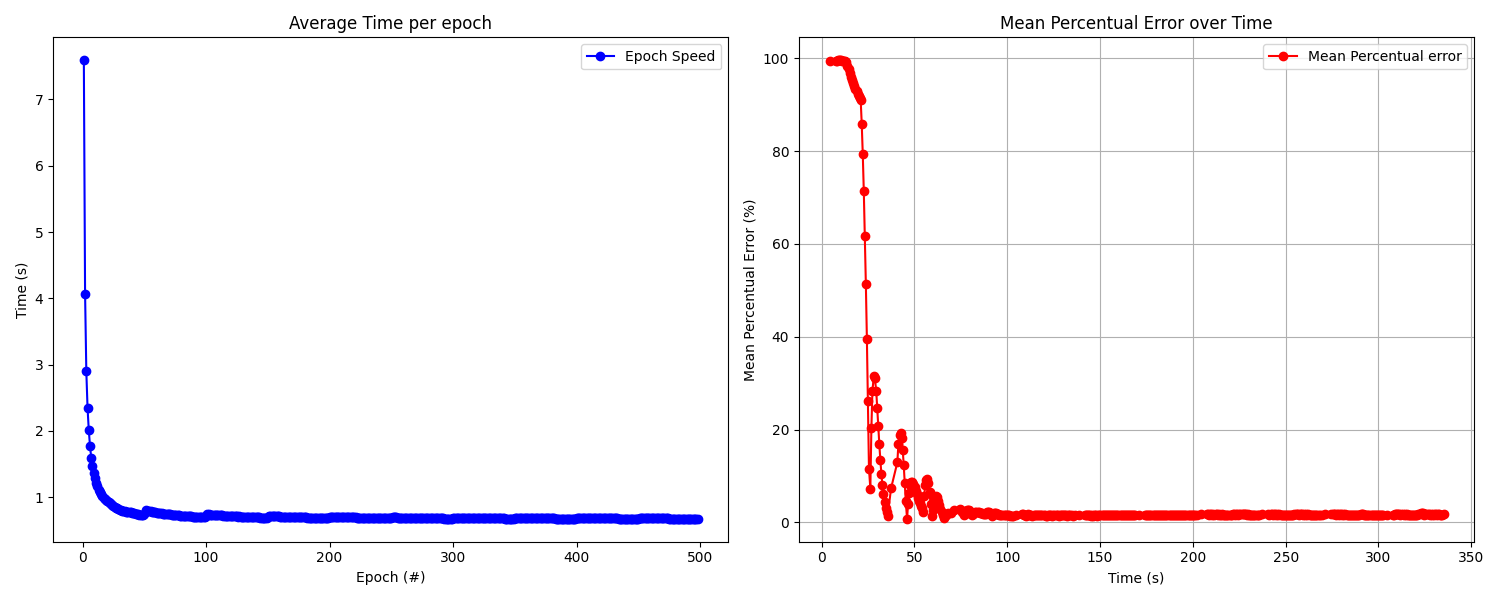 Average Time per epoch
Epoch Speed
7
6
5
4
3
2
1
Time (s)
0 100 200 300 400 500
Epoch (#)
Mean Percentual Error over Time
Mean Percentual error
100
80
60
40
20
0
Mean Percentual Error (%)
0 50 100 150 200 250 300 350
Time (s)